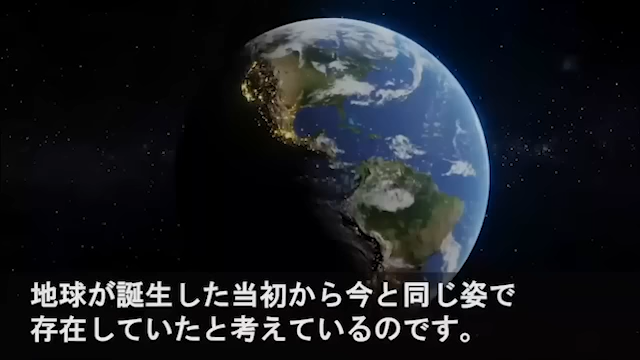 地球が誕生した当初から今と同じ姿で
存在していたと考えているのです。